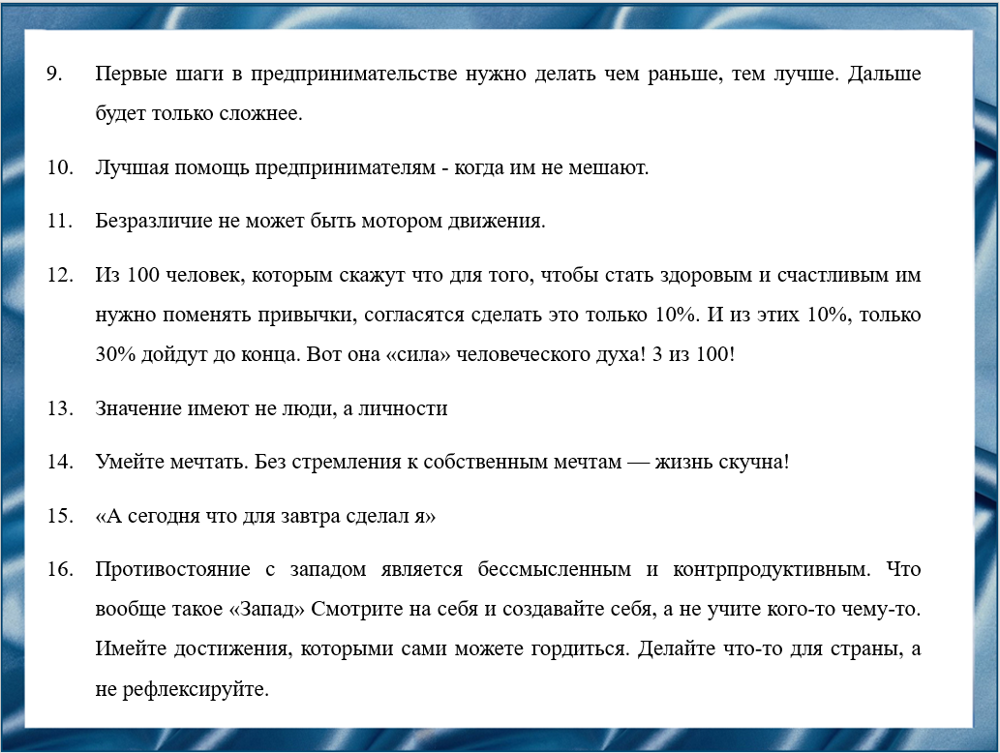 9. Первые шаги в предпринимательстве нужно делать чем раньше, тем лучше. Дальше
будет только сложнее.
10. Лучшая помощь предпринимателям - когда им не мешают.
11. Безразличие не может быть мотором движения.
12. Из 100 человек, которым скажут что для того, чтобы стать здоровым и счастливым им
нужно поменять привычки, согласятся сделать это только 10%. И из этих 10%, только
30% дойдут до конца. Вот она «сила» человеческого духа! 3 из 100!
13. Значение имеют не люди, а личности
14. Умейте мечтать. Без стремления к собственным мечтам — жизнь скучна!
15. «А сегодня что для завтра сделал я»
16. Противостояние с западом является бессмысленным и контрпродуктивным. Что
вообще такое «Запад» Смотрите на себя и создавайте себя, а не учите кого-то чему-то.
Имейте достижения, которыми сами можете гордиться. Делайте что-то для страны, а
не рефлексируйте.